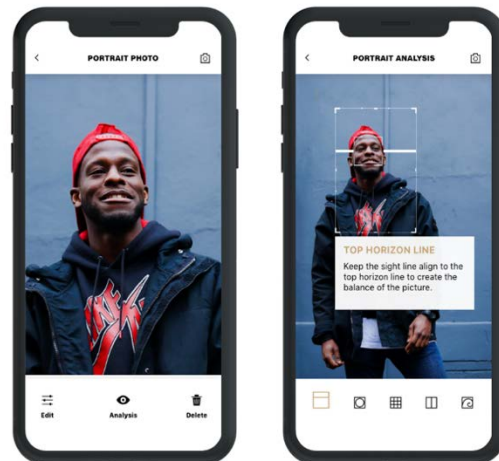 PORTRAIT PHOTO
Edit
Analysis
Delete
PORTRAIT ANALYSIS
TOP HORIZON LINE
Keep the sight line align to the
top horizon line to create the
balance of the picture.